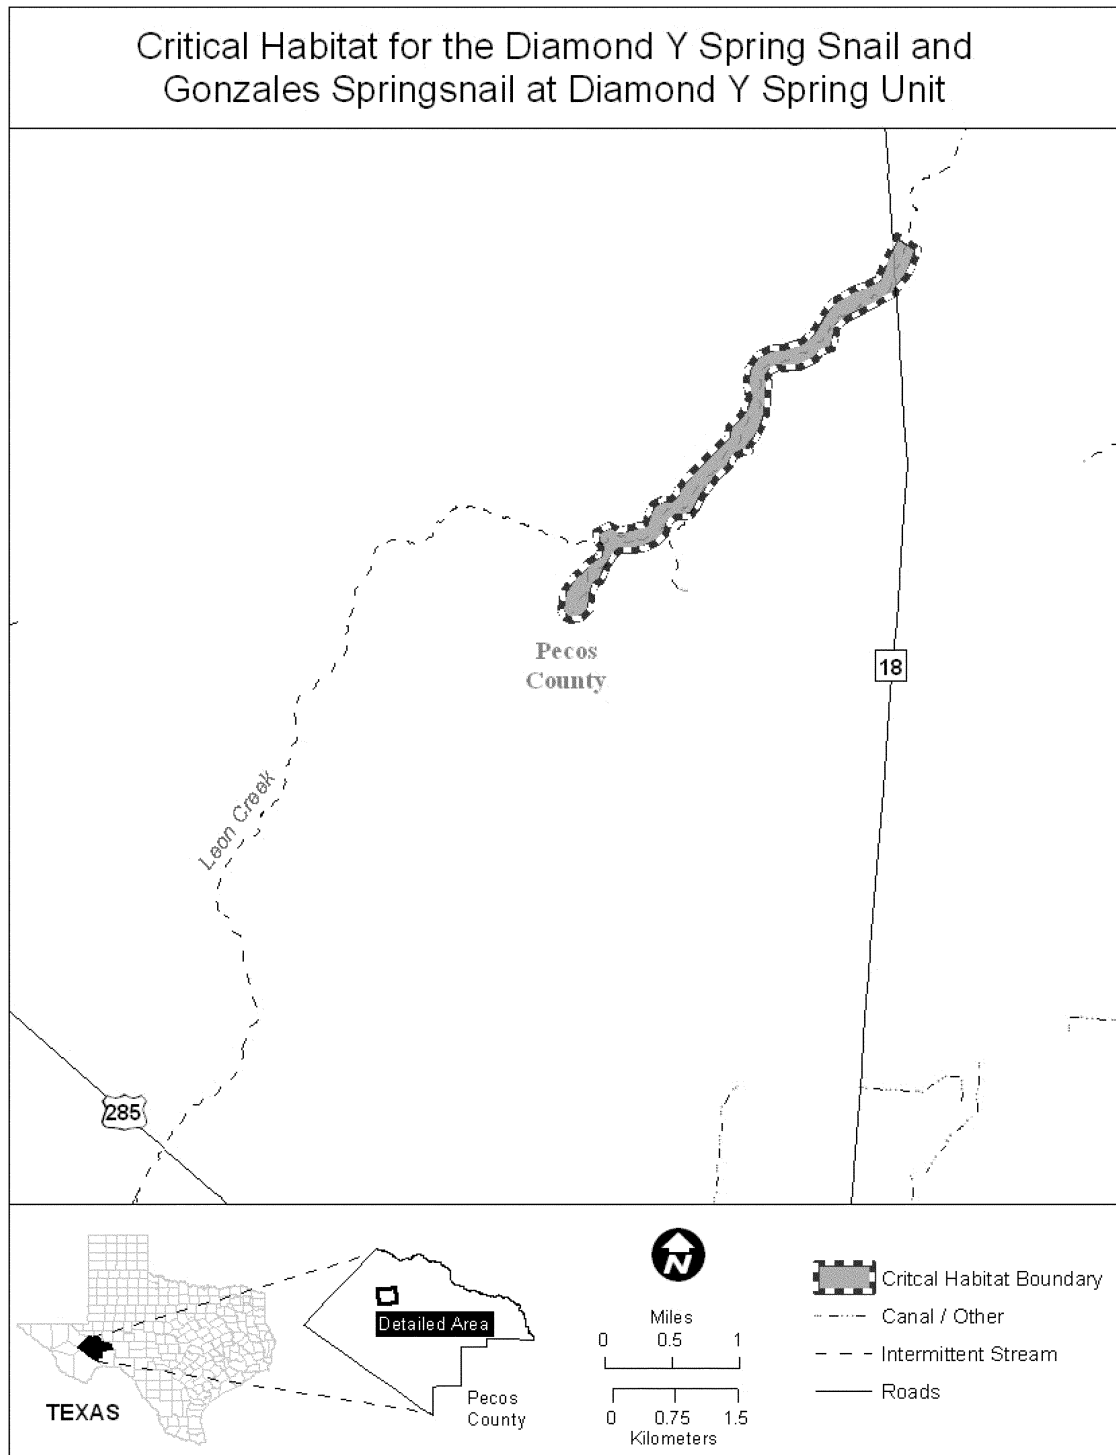 Critical Habitat for the Diamond Y Spring Snail and
Gonzales Springsnail at Diamond Y Spring Unit
Pecos
County
18
Leon Creek
285
TEXAS
Detailed Area
Pecos
County
N
Miles
0 0.5 1
0 0.75 1.5
Kilometers
Critcal Habitat Boundary
Canal / Other
Intermittent Stream
Roads